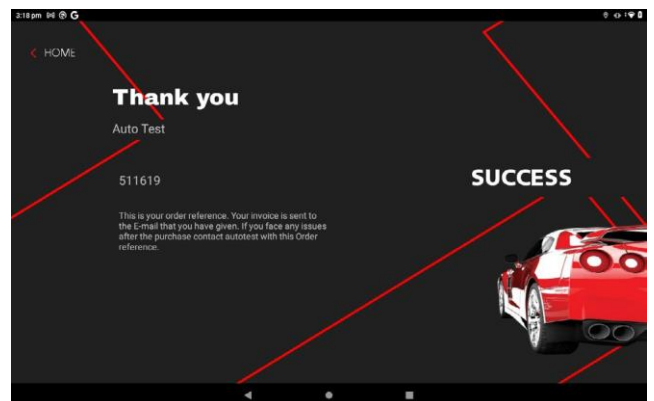 3:18 pm G
HOME
Thank you
Auto Test
511619
SUCCESS
This is your order reference. Your invoice is sent to
the E-mail that you have given. If you face any issues
after the purchase contact autotest with this Order
reference.